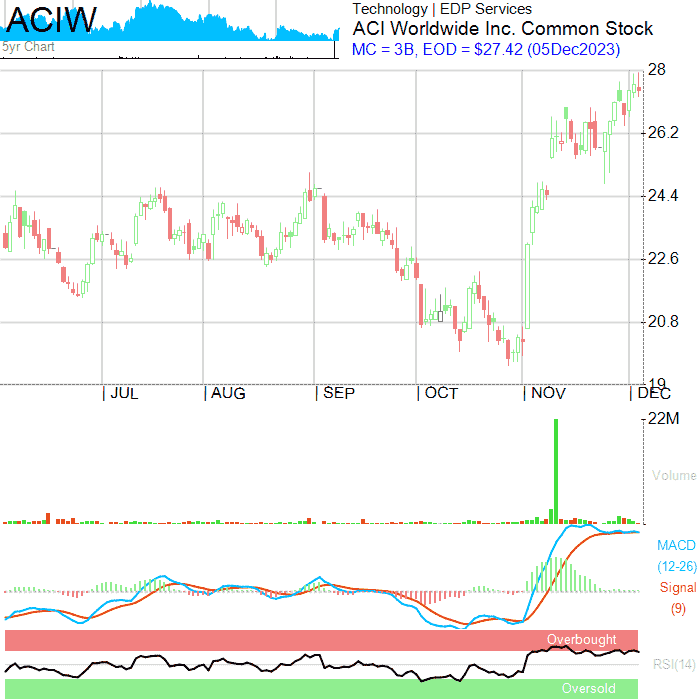 ACIW
5yr Chart
Technology | EDP Services
ACI Worldwide Inc. Common Stock
MC = 3B, EOD = $27.42 (05Dec2023)
28
26.2
24.4
22.6
20.8
19
| JUL | AUG | SEP | OCT | NOV | DEC
22M
Volume
MACD
(12-26)
Signal
(9)
Overbought
RSI(14)
Oversold